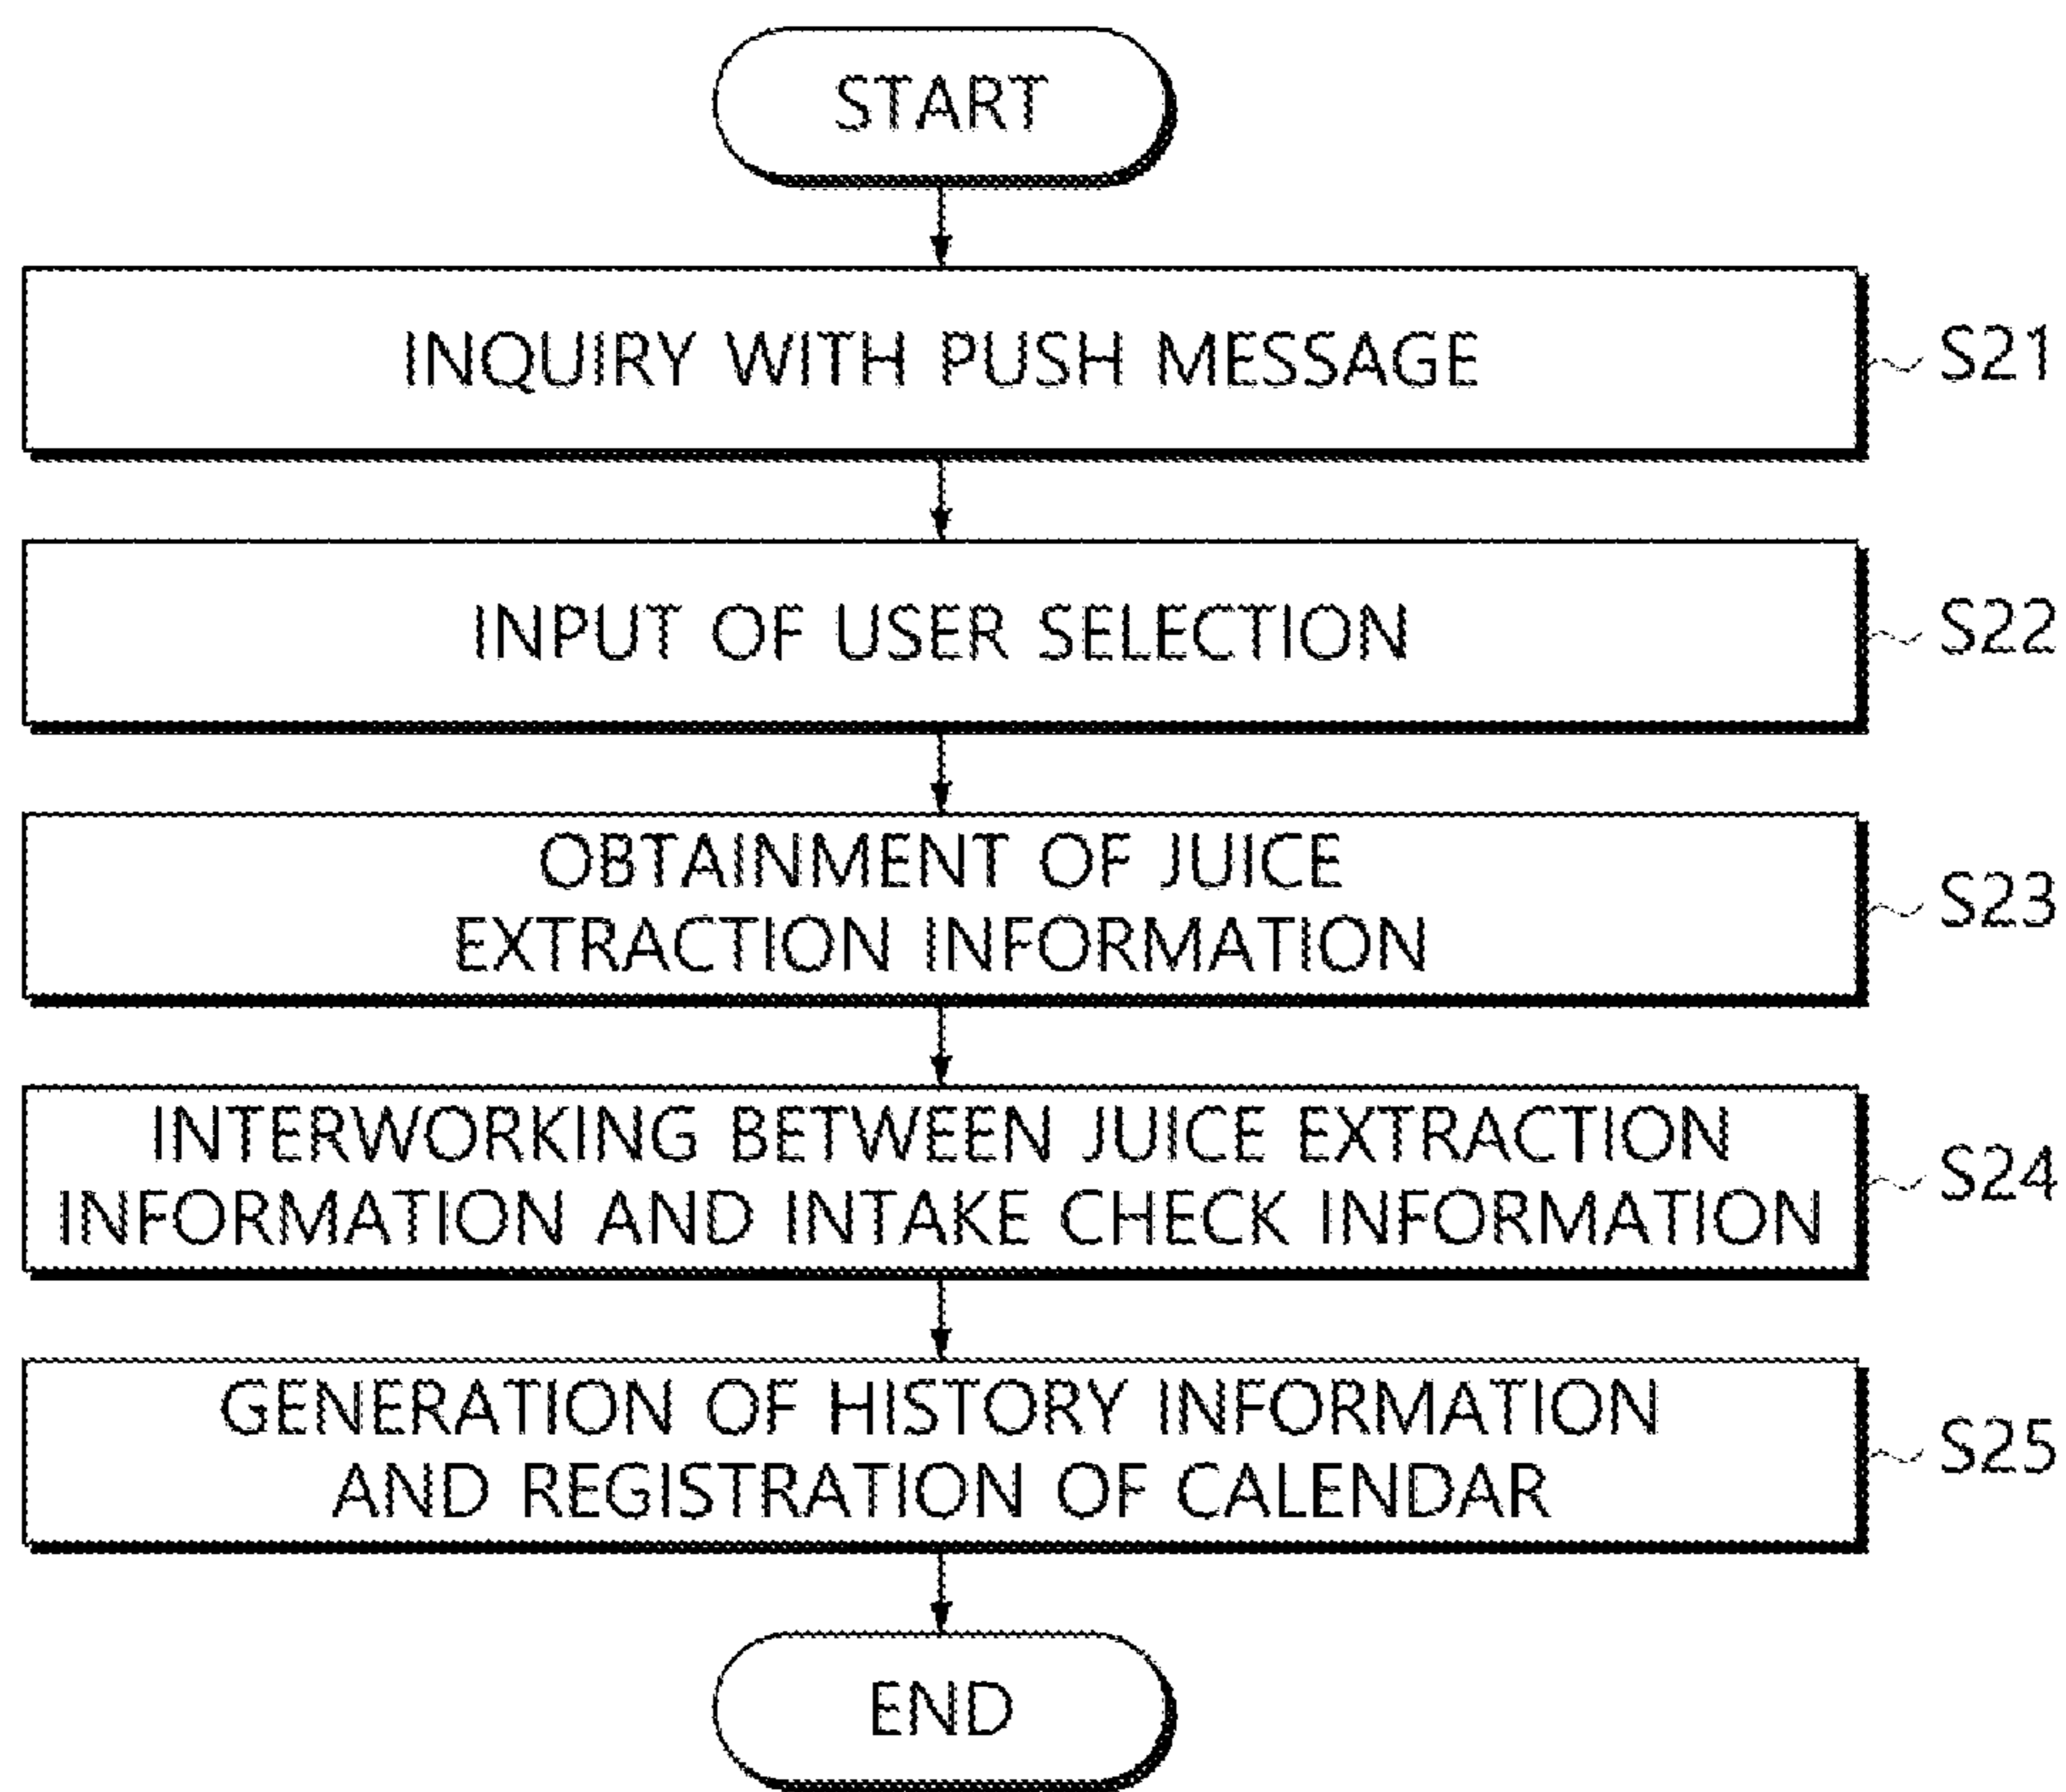 START
INQUIRY WITH PUSH MESSAGE
S21
INPUT OF USER SELECTION
S22
OBTAINMENT OF JUICE
EXTRACTION INFORMATION
S23
INTERWORKING BETWEEN JUICE EXTRACTION
INFORMATION AND INTAKE CHECK INFORMATION
S24
GENERATION OF HISTORY INFORMATION
AND REGISTRATION OF CALENDAR
S25
END